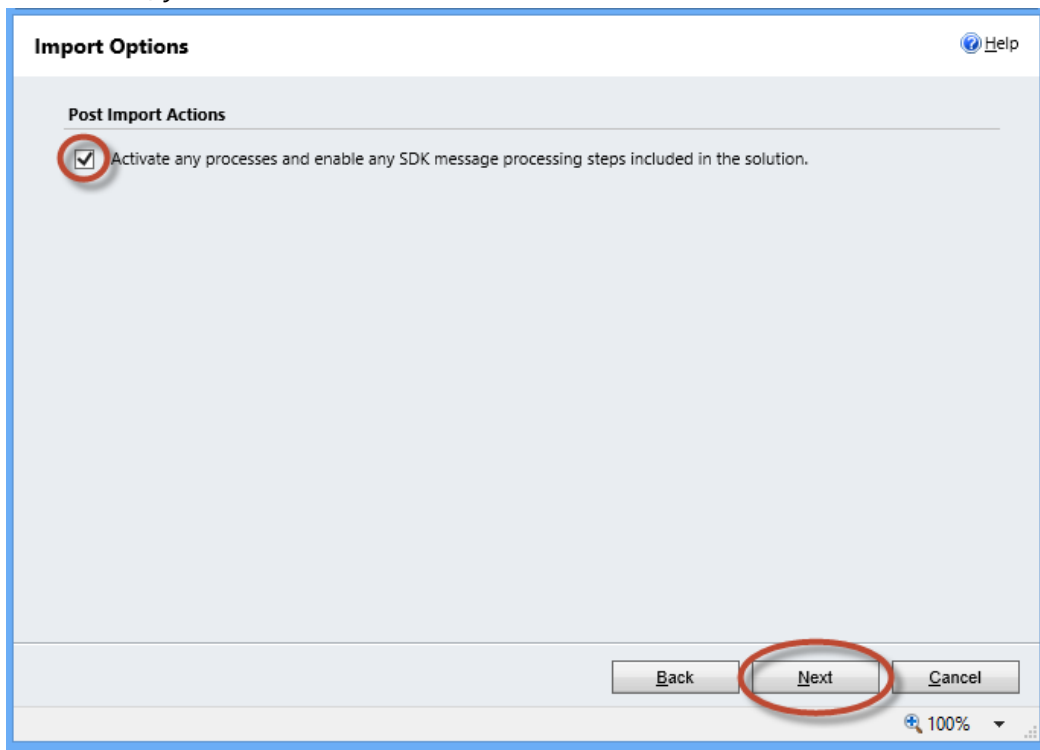 Import Options
Help
Post Import Actions
Activate any processes and enable any SDK message processing steps included in the solution.
Back
Next
Cancel
100%